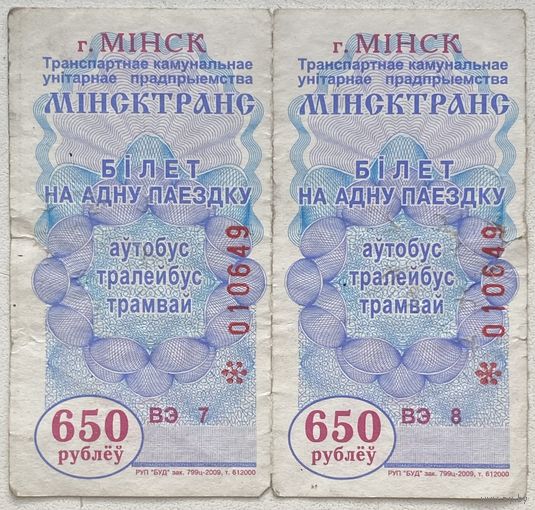 г. МІНСК
Транспартнае камунальнае
унітарнае прадпрыемства
МІНСКТРАНС
БІЛЕТ
НА АДНУ ПАЕЗДКУ
аўтобус
тралейбус
трамвай
010649
650
рублёў
ВЭ 7
РУП "БУД" зак. 799ц-2009, т. 612000
г. МІНСК
Транспартнае камунальнае
унітарнае прадпрыемства
МІНСКТРАНС
БІЛЕТ
НА АДНУ ПАЕЗДКУ
аўтобус
тралейбус
трамвай
010649
650
рублёў
ВЭ 8
РУП "БУД" зак. 799ц-2009, т. 612000